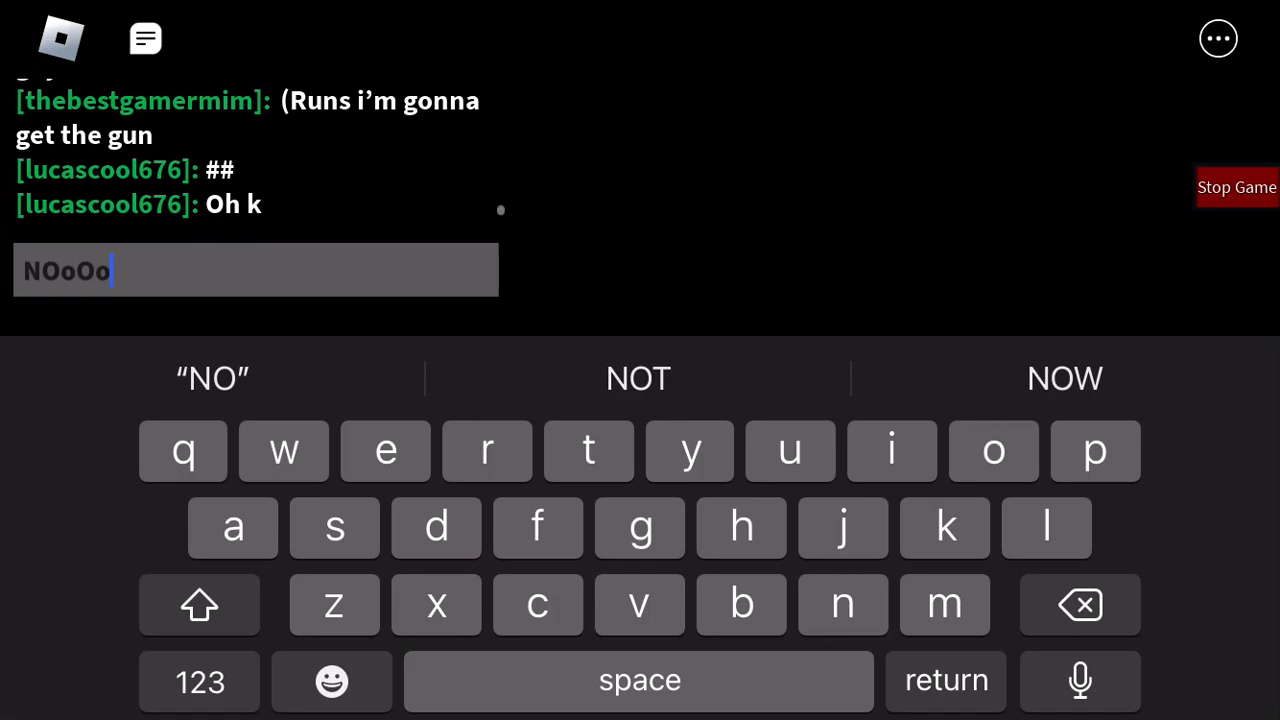 [thebestgamermim]: (Runs i’m gonna
get the gun
[lucascool676]: ##
[lucascool676]: Oh k
Stop Game
NOoOo
“NO” NOT NOW
q w e r t y u i o p
a s d f g h j k l
z x c v b n m
123 space return